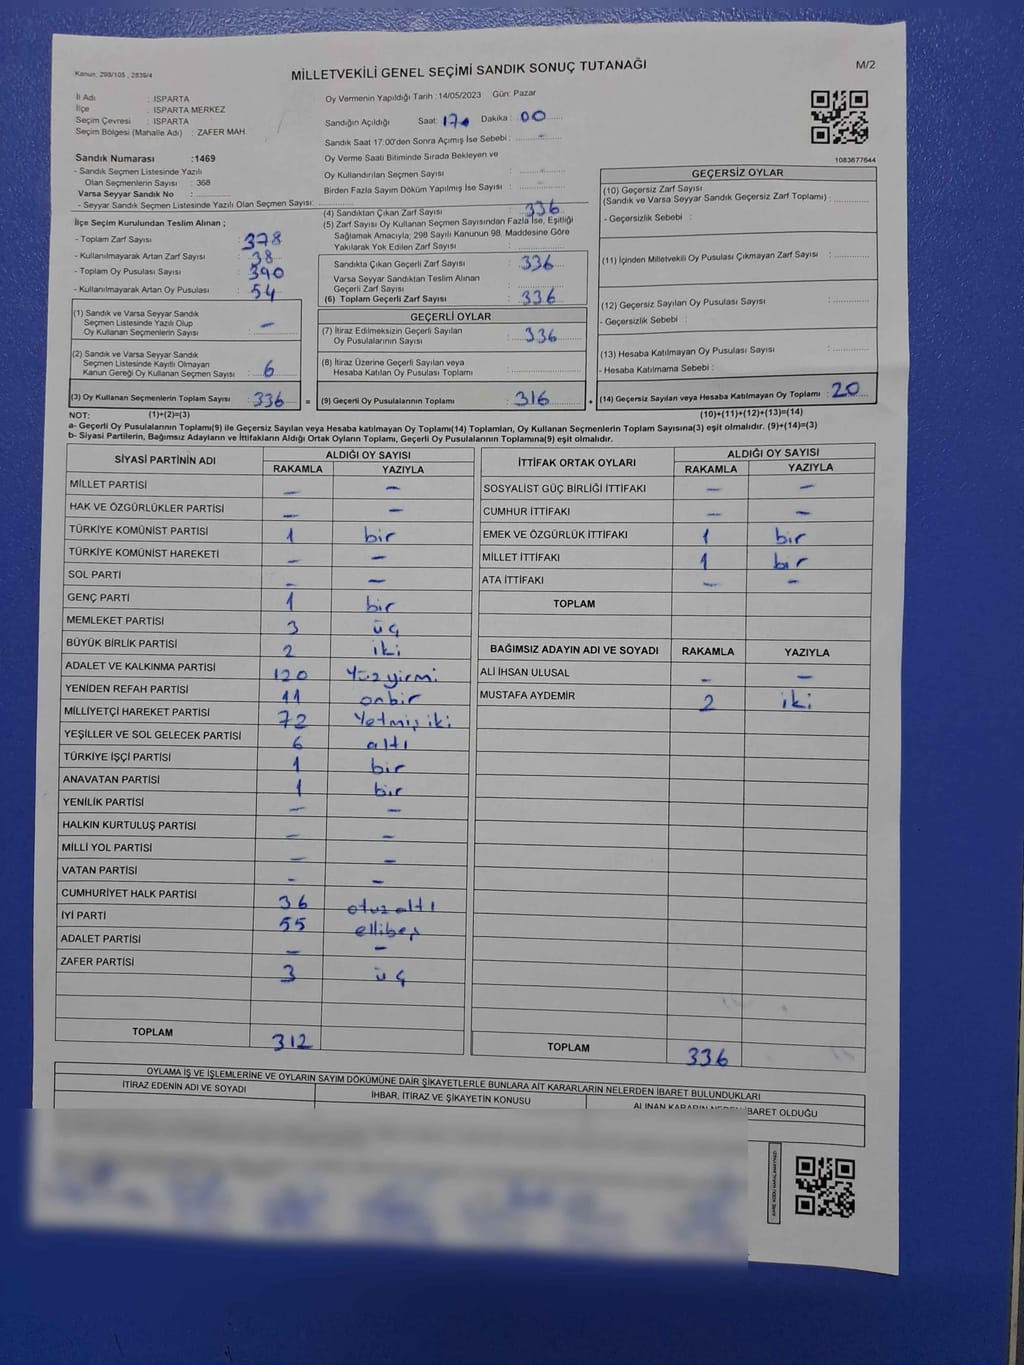 Kanun: 298/105 , 2839/4
MİLLETVEKİLİ GENEL SEÇİMİ SANDIK SONUÇ TUTANAĞI
M/2
İl Adı : ISPARTA
İlçe : ISPARTA MERKEZ
Seçim Çevresi : ISPARTA
Seçim Bölgesi (Mahalle Adı) : ZAFER MAH.
Oy Vermenin Yapıldığı Tarih : 14/05/2023 Gün: Pazar
Sandığın Açıldığı Saat: 17 Dakika : 00
Sandık Saat 17:00'den Sonra Açımış İse Sebebi : -
Sandık Numarası :1469
Oy Verme Saati Bitiminde Sırada Bekleyen ve
Oy Kullandırılan Seçmen Sayısı :
- Sandık Seçmen Listesinde Yazılı
Olan Seçmenlerin Sayısı : 368
Birden Fazla Sayım Döküm Yapılmış İse Sayısı :
Varsa Seyyar Sandık No :
- Seyyar Sandık Seçmen Listesinde Yazılı Olan Seçmen Sayısı:
1083677644
İlçe Seçim Kurulundan Teslim Alınan ;
- Toplam Zarf Sayısı : 378
- Kullanılmayarak Artan Zarf Sayısı : 38
- Toplam Oy Pusulası Sayısı : 390
- Kullanılmayarak Artan Oy Pusulası : 54
(1) Sandık ve Varsa Seyyar Sandık
Seçmen Listesinde Yazılı Olup
Oy Kullanan Seçmenlerin Sayısı : -
(2) Sandık ve Varsa Seyyar Sandık
Seçmen Listesinde Kayıtlı Olmayan
Kanun Gereği Oy Kullanan Seçmen Sayısı : 6
(3) Oy Kullanan Seçmenlerin Toplam Sayısı : 336 =
(4) Sandıktan Çıkan Zarf Sayısı : 336
(5) Zarf Sayısı Oy Kullanan Seçmen Sayısından Fazla İse, Eşitliği
Sağlamak Amacıyla; 298 Sayılı Kanunun 98. Maddesine Göre
Yakılarak Yok Edilen Zarf Sayısı :
Sandıkta Çıkan Geçerli Zarf Sayısı : 336
Varsa Seyyar Sandıktan Teslim Alınan
Geçerli Zarf Sayısı :
(6) Toplam Geçerli Zarf Sayısı : 336
GEÇERLİ OYLAR
(7) İtiraz Edilmeksizin Geçerli Sayılan
Oy Pusulalarının Sayısı : 336
(8) İtiraz Üzerine Geçerli Sayılan veya
Hesaba Katılan Oy Pusulası Toplamı :
(9) Geçerli Oy Pusulalarının Toplamı : 316 +
GEÇERSİZ OYLAR
(10) Geçersiz Zarf Sayısı
(Sandık ve Varsa Seyyar Sandık Geçersiz Zarf Toplamı) :
- Geçersizlik Sebebi :
(11) İçinden Milletvekili Oy Pusulası Çıkmayan Zarf Sayısı :
(12) Geçersiz Sayılan Oy Pusulası Sayısı :
- Geçersizlik Sebebi :
(13) Hesaba Katılmayan Oy Pusulası Sayısı :
- Hesaba Katılmama Sebebi :
(14) Geçersiz Sayılan veya Hesaba Katılmayan Oy Toplamı : 20
NOT: (1)+(2)=(3) (10)+(11)+(12)+(13)=(14)
a- Geçerli Oy Pusulalarının Toplamı(9) ile Geçersiz Sayılan veya Hesaba katılmayan Oy Toplamı(14) Toplamları, Oy Kullanan Seçmenlerin Toplam Sayısına(3) eşit olmalıdır. (9)+(14)=(3)
b- Siyasi Partilerin, Bağımsız Adayların ve İttifakların Aldığı Ortak Oyların Toplamı, Geçerli Oy Pusulalarının Toplamına(9) eşit olmalıdır.
SİYASİ PARTİNİN ADI ALDIĞI OY SAYISI
RAKAMLA YAZIYLA
MİLLET PARTİSİ - -
HAK VE ÖZGÜRLÜKLER PARTİSİ - -
TÜRKİYE KOMÜNİST PARTİSİ 1 bir
TÜRKİYE KOMÜNİST HAREKETİ - -
SOL PARTİ - -
GENÇ PARTİ 1 bir
MEMLEKET PARTİSİ 3 üç
BÜYÜK BİRLİK PARTİSİ 2 iki
ADALET VE KALKINMA PARTİSİ 120 Yüzyirmi
YENİDEN REFAH PARTİSİ 11 onbir
MİLLİYETÇİ HAREKET PARTİSİ 72 Yetmiş iki
YEŞİLLER VE SOL GELECEK PARTİSİ 6 altı
TÜRKİYE İŞÇİ PARTİSİ 1 bir
ANAVATAN PARTİSİ 1 bir
YENİLİK PARTİSİ - -
HALKIN KURTULUŞ PARTİSİ - -
MİLLİ YOL PARTİSİ - -
VATAN PARTİSİ - -
CUMHURİYET HALK PARTİSİ 36 otuz altı
İYİ PARTİ 55 ellibeş
ADALET PARTİSİ - -
ZAFER PARTİSİ 3 üç
TOPLAM 312
İTTİFAK ORTAK OYLARI ALDIĞI OY SAYISI
RAKAMLA YAZIYLA
SOSYALİST GÜÇ BİRLİĞİ İTTİFAKI - -
CUMHUR İTTİFAKI - -
EMEK VE ÖZGÜRLÜK İTTİFAKI 1 bir
MİLLET İTTİFAKI 1 bir
ATA İTTİFAKI - -
TOPLAM
BAĞIMSIZ ADAYIN ADI VE SOYADI RAKAMLA YAZIYLA
ALİ İHSAN ULUSAL - -
MUSTAFA AYDEMİR 2 iki
TOPLAM 336
OYLAMA İŞ VE İŞLEMLERİNE VE OYLARIN SAYIM DÖKÜMÜNE DAİR ŞİKAYETLERLE BUNLARA AİT KARARLARIN NELERDEN İBARET BULUNDUKLARI
İTİRAZ EDENİN ADI VE SOYADI İHBAR, İTİRAZ VE ŞİKAYETİN KONUSU ALINAN KARARIN NEDEN İBARET OLDUĞU